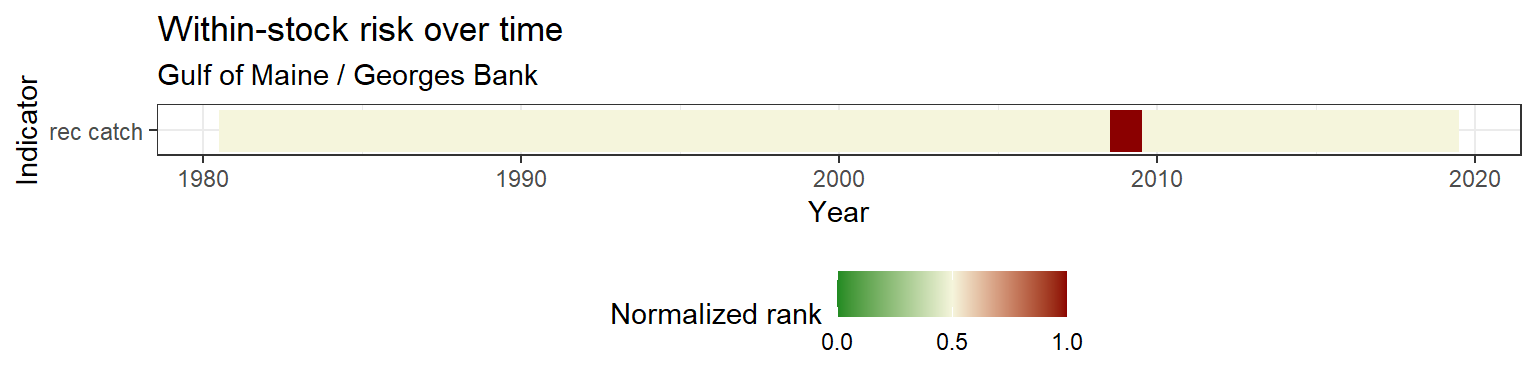 Within-stock risk over time
Gulf of Maine / Georges Bank
Indicator
rec catch
1980 1990 2000 2010 2020
Year
Normalized rank
0.0 0.5 1.0